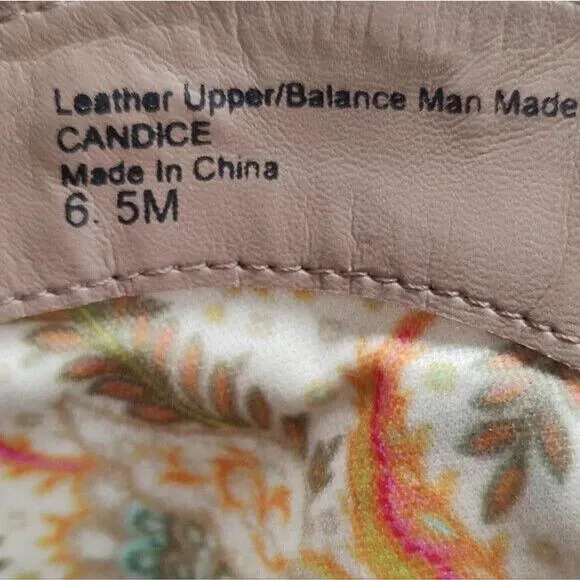 Leather Upper/Balance Man Made
CANDICE
Made In China
6. 5M